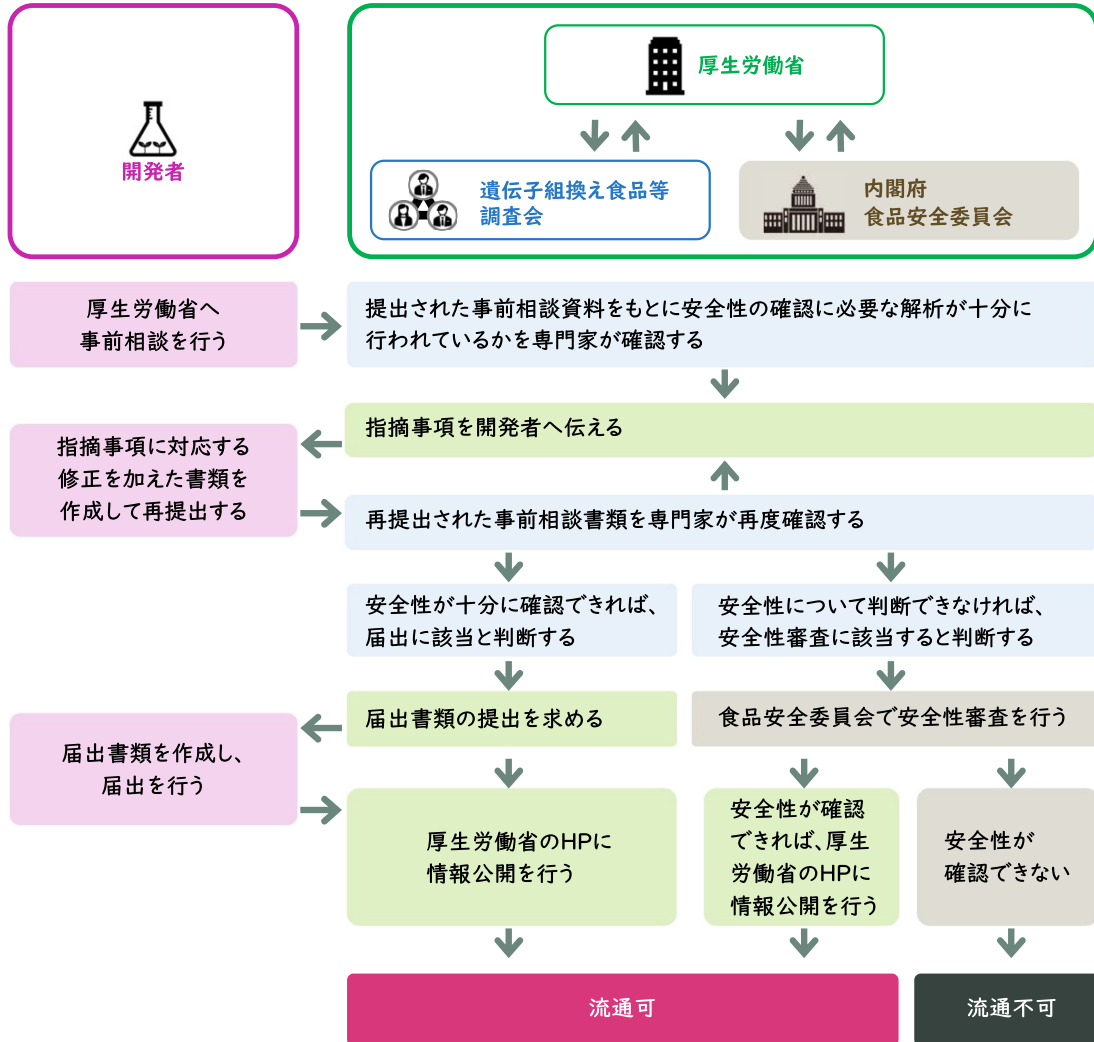 開発者
厚生労働省
遺伝子組換え食品等
調査会
内閣府
食品安全委員会
厚生労働省へ
事前相談を行う
提出された事前相談資料をもとに安全性の確認に必要な解析が十分に
行われているかを専門家が確認する
指摘事項を開発者へ伝える
指摘事項に対応する
修正を加えた書類を
作成して再提出する
再提出された事前相談書類を専門家が再度確認する
安全性が十分に確認できれば、
届出に該当と判断する
安全性について判断できなければ、
安全性審査に該当すると判断する
届出書類の提出を求める
食品安全委員会で安全性審査を行う
届出書類を作成し、
届出を行う
厚生労働省のHPに
情報公開を行う
安全性が確認
できれば、厚生
労働省のHPに
情報公開を行う
安全性が
確認できない
流通可
流通不可